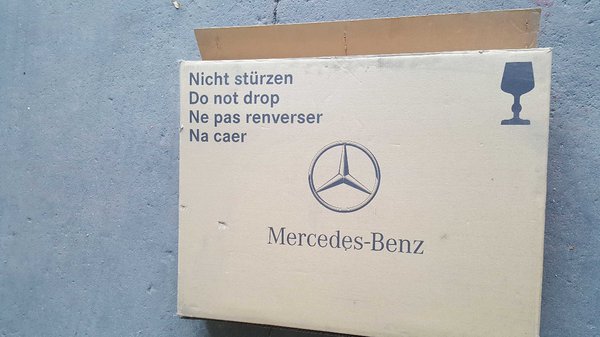 Nicht stürzen
Do not drop
Ne pas renverser
Na caer
Mercedes-Benz